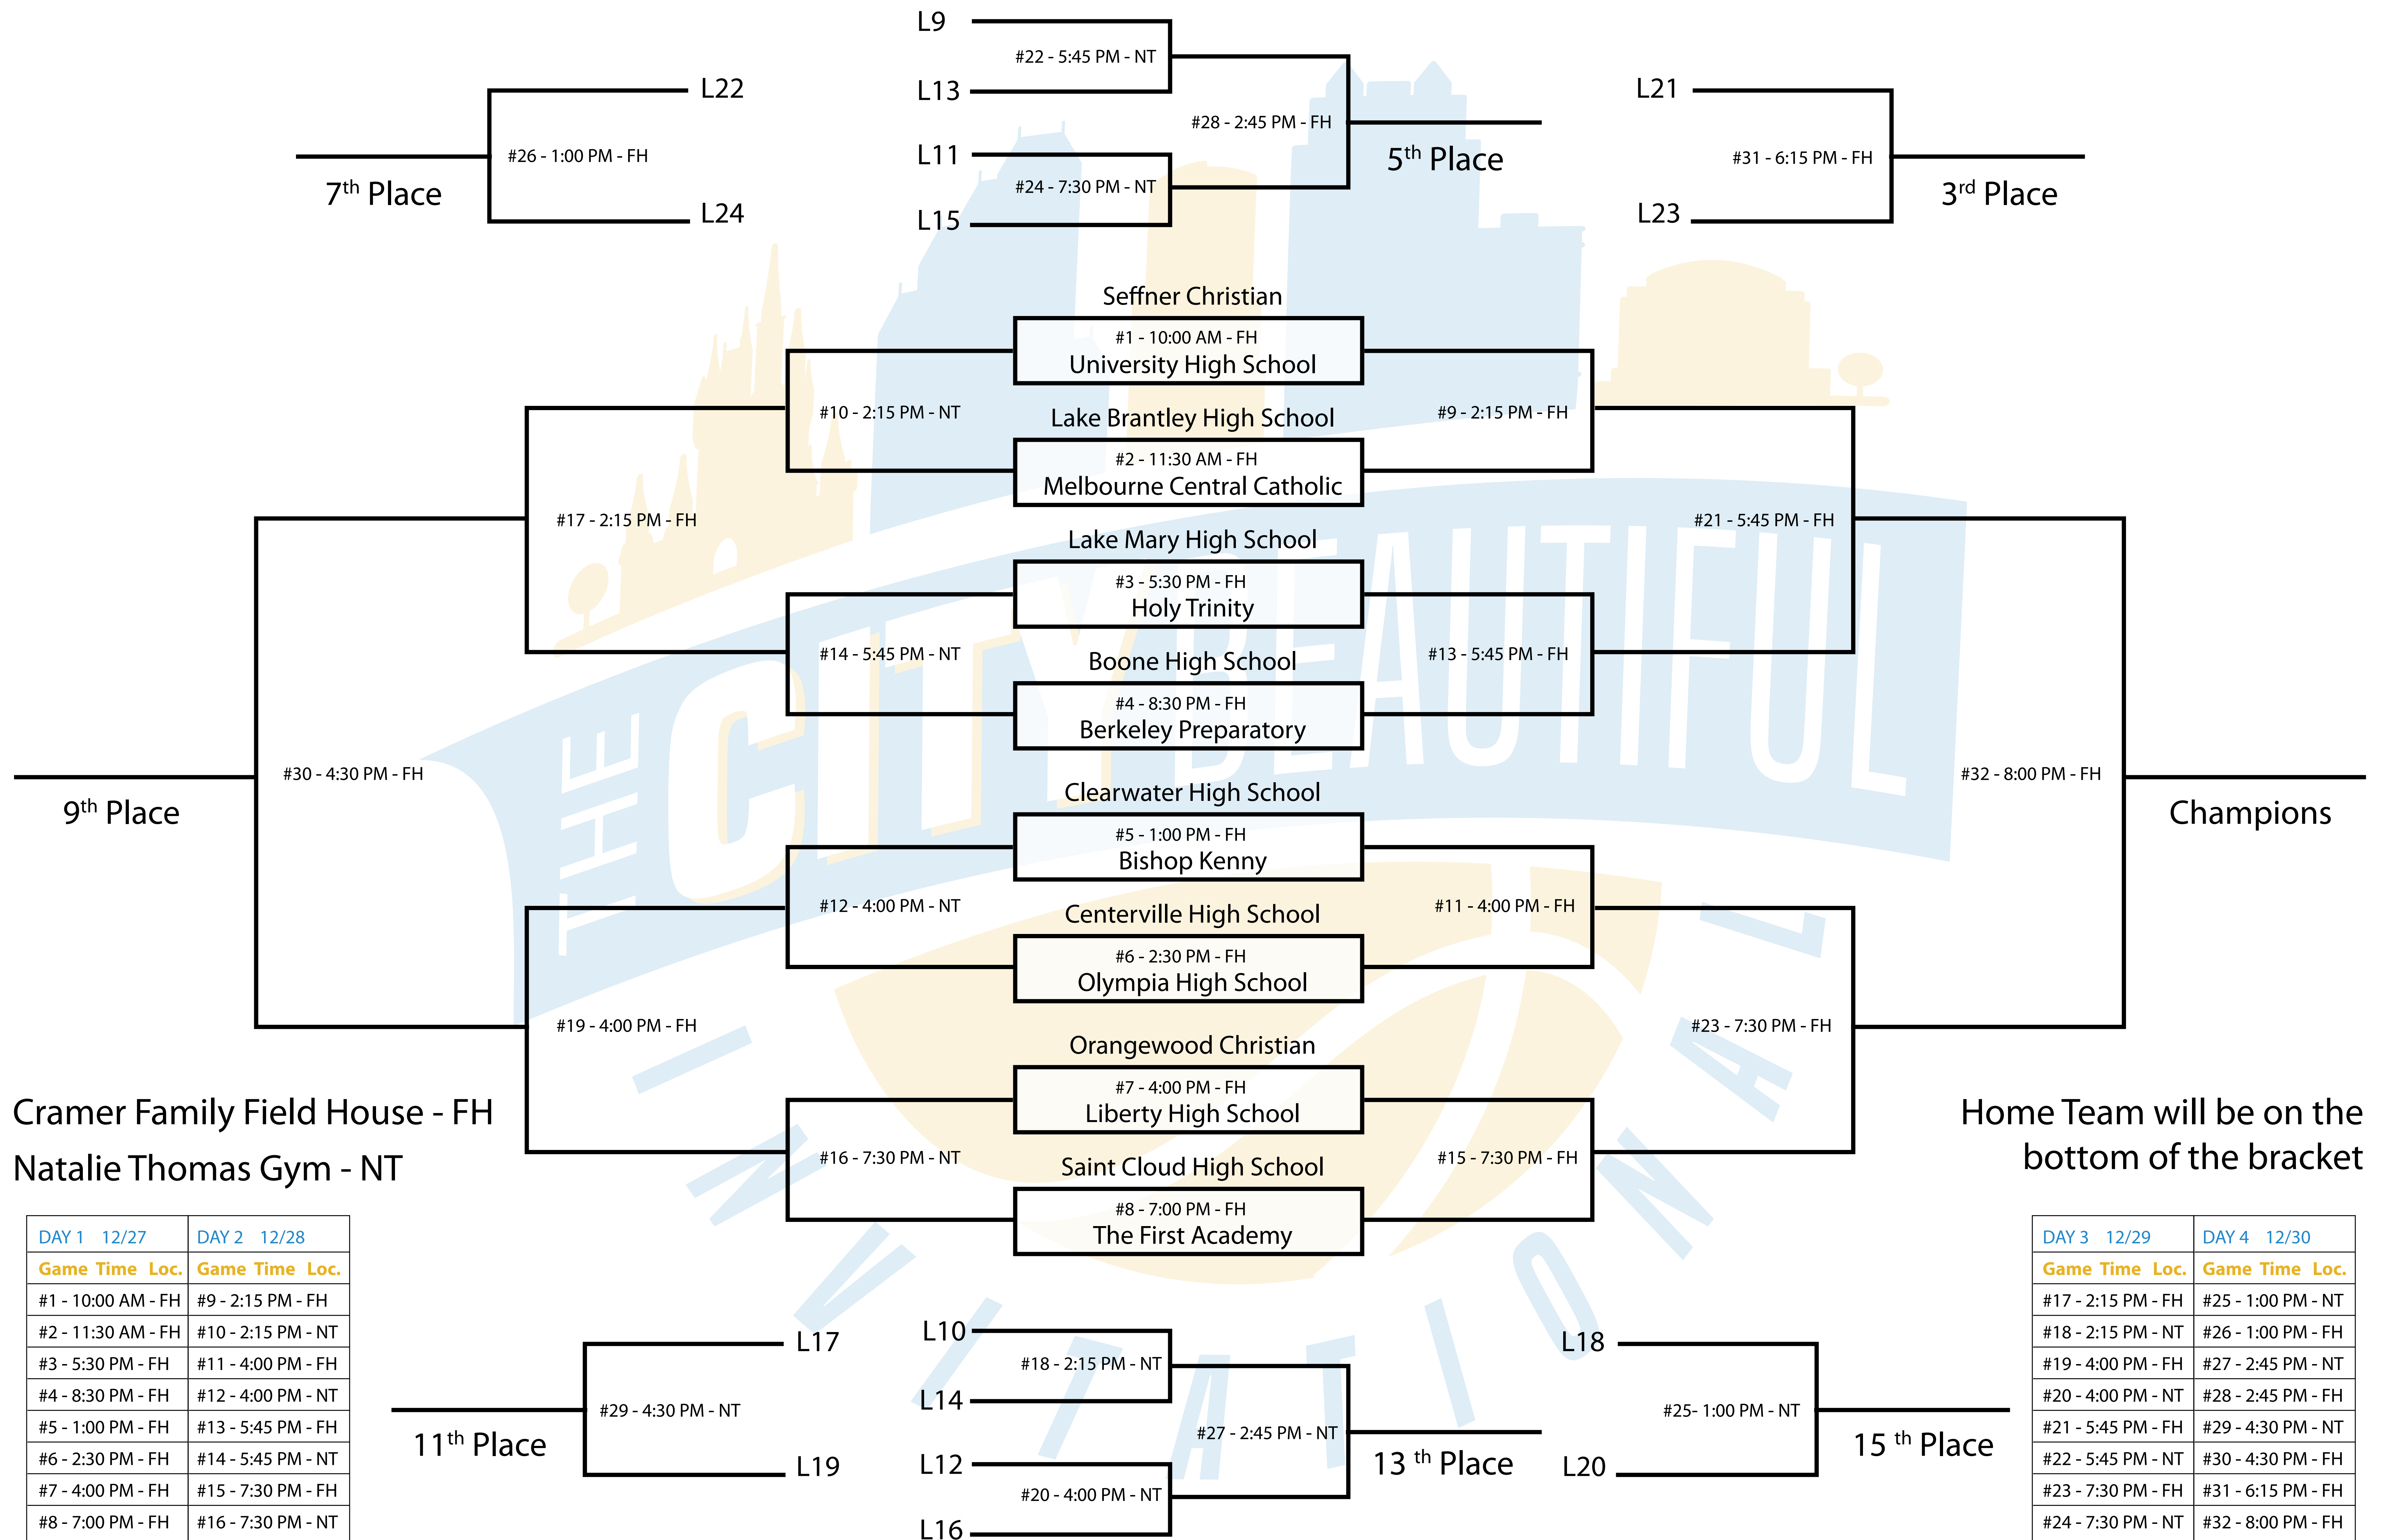 L9
#22 - 5:45 PM - NT
L13
L11
#24 - 7:30 PM - NT
L15
#28 - 2:45 PM - FH
5th Place
L22
#26 - 1:00 PM - FH
L24
7th Place
L21
#31 - 6:15 PM - FH
L23
3rd Place
Seffner Christian
#1 - 10:00 AM - FH
University High School
Lake Brantley High School
#2 - 11:30 AM - FH
Melbourne Central Catholic
Lake Mary High School
#3 - 5:30 PM - FH
Holy Trinity
Boone High School
#4 - 8:30 PM - FH
Berkeley Preparatory
Clearwater High School
#5 - 1:00 PM - FH
Bishop Kenny
Centerville High School
#6 - 2:30 PM - FH
Olympia High School
Orangewood Christian
#7 - 4:00 PM - FH
Liberty High School
Saint Cloud High School
#8 - 7:00 PM - FH
The First Academy
#10 - 2:15 PM - NT
#14 - 5:45 PM - NT
#12 - 4:00 PM - NT
#16 - 7:30 PM - NT
#17 - 2:15 PM - FH
#19 - 4:00 PM - FH
#30 - 4:30 PM - FH
9th Place
#9 - 2:15 PM - FH
#13 - 5:45 PM - FH
#11 - 4:00 PM - FH
#15 - 7:30 PM - FH
#21 - 5:45 PM - FH
#23 - 7:30 PM - FH
#32 - 8:00 PM - FH
Champions
THE CITY BEAUTIFUL
INVITATIONAL
Cramer Family Field House - FH
Natalie Thomas Gym - NT
Home Team will be on the
bottom of the bracket
DAY 1 12/27 DAY 2 12/28
Game Time Loc. Game Time Loc.
#1 - 10:00 AM - FH #9 - 2:15 PM - FH
#2 - 11:30 AM - FH #10 - 2:15 PM - NT
#3 - 5:30 PM - FH #11 - 4:00 PM - FH
#4 - 8:30 PM - FH #12 - 4:00 PM - NT
#5 - 1:00 PM - FH #13 - 5:45 PM - FH
#6 - 2:30 PM - FH #14 - 5:45 PM - NT
#7 - 4:00 PM - FH #15 - 7:30 PM - FH
#8 - 7:00 PM - FH #16 - 7:30 PM - NT
L17
#29 - 4:30 PM - NT
L19
11th Place
L10
#18 - 2:15 PM - NT
L14
L12
#20 - 4:00 PM - NT
L16
#27 - 2:45 PM - NT
13 th Place
L18
#25- 1:00 PM - NT
L20
15 th Place
DAY 3 12/29 DAY 4 12/30
Game Time Loc. Game Time Loc.
#17 - 2:15 PM - FH #25 - 1:00 PM - NT
#18 - 2:15 PM - NT #26 - 1:00 PM - FH
#19 - 4:00 PM - FH #27 - 2:45 PM - NT
#20 - 4:00 PM - NT #28 - 2:45 PM - FH
#21 - 5:45 PM - FH #29 - 4:30 PM - NT
#22 - 5:45 PM - NT #30 - 4:30 PM - FH
#23 - 7:30 PM - FH #31 - 6:15 PM - FH
#24 - 7:30 PM - NT #32 - 8:00 PM - FH